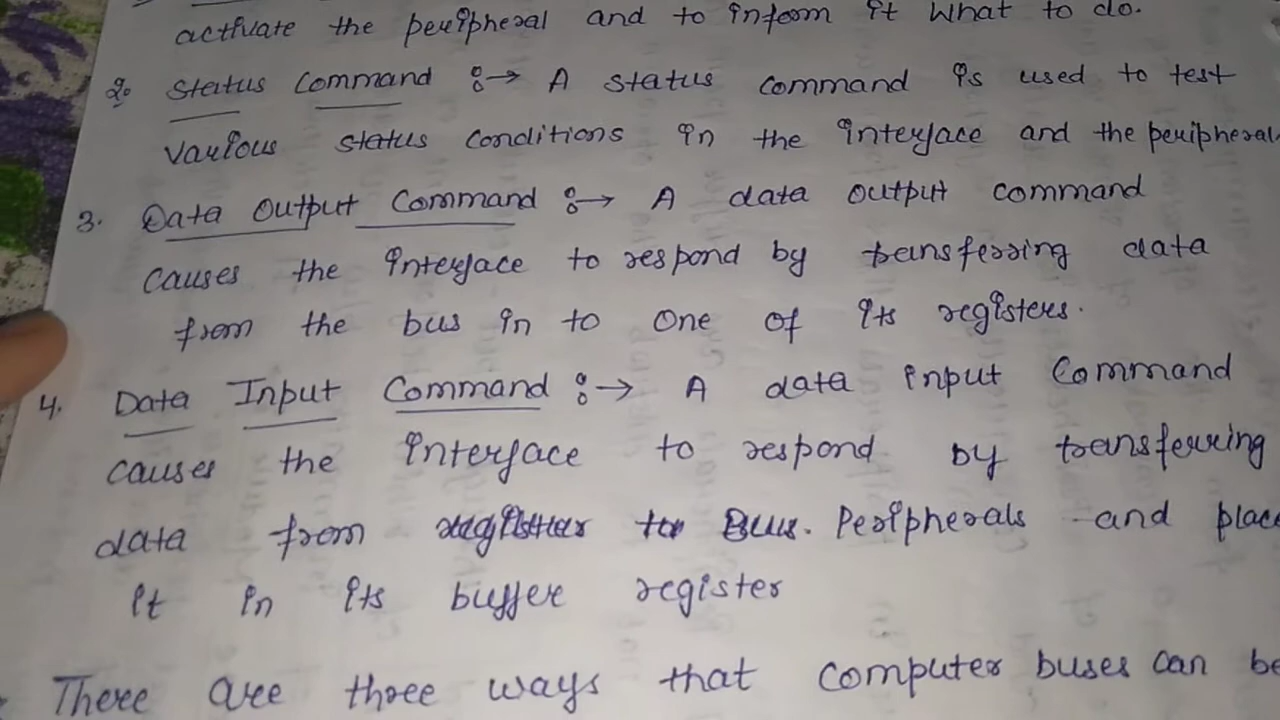 activate the peripheral and to inform it what to do.
2. Status Command :→ A status command is used to test
various status conditions in the interface and the peripheral
3. Data Output Command :→ A data output command
causes the interface to respond by transferring data
from the bus in to one of its registers.
4. Data Input Command :→ A data input Command
causes the interface to respond by transferring
data from register to Bus. Peripherals and place
it in its buffer register
There are three ways that computer buses can be